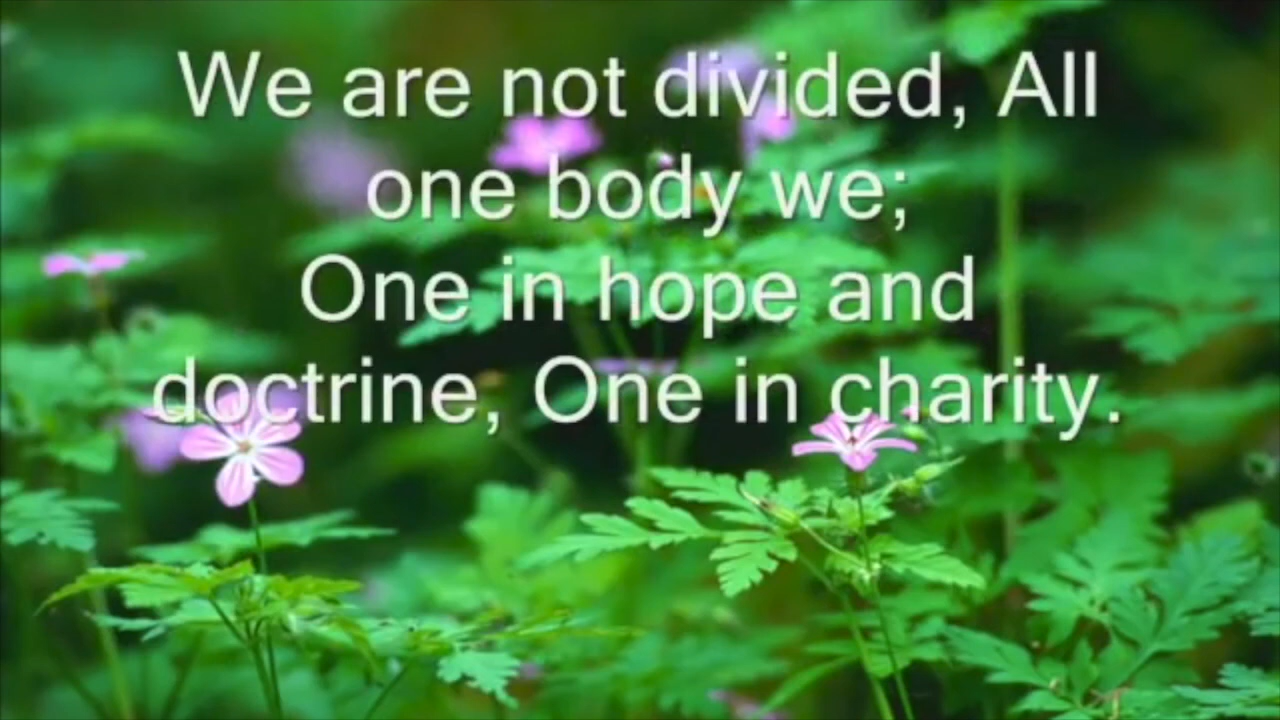 We are not divided, All
one body we;
One in hope and
doctrine, One in charity.